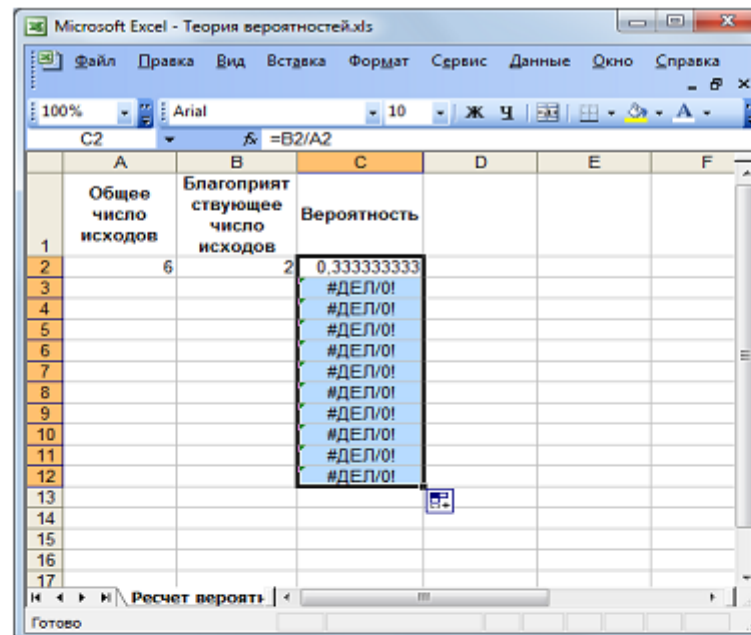 Microsoft Excel - Теория вероятностей.xls
Файл Правка Вид Вставка Формат Сервис Данные Окно Справка
100% Arial 10 Ж Ч
C2 fx =B2/A2
A B C D E F
Общее число исходов Благоприятствующее число исходов Вероятность
1
2 6 2 0,333333333
3 #ДЕЛ/0!
4 #ДЕЛ/0!
5 #ДЕЛ/0!
6 #ДЕЛ/0!
7 #ДЕЛ/0!
8 #ДЕЛ/0!
9 #ДЕЛ/0!
10 #ДЕЛ/0!
11 #ДЕЛ/0!
12 #ДЕЛ/0!
13
14
15
16
17
Ресчет вероятн
Готово